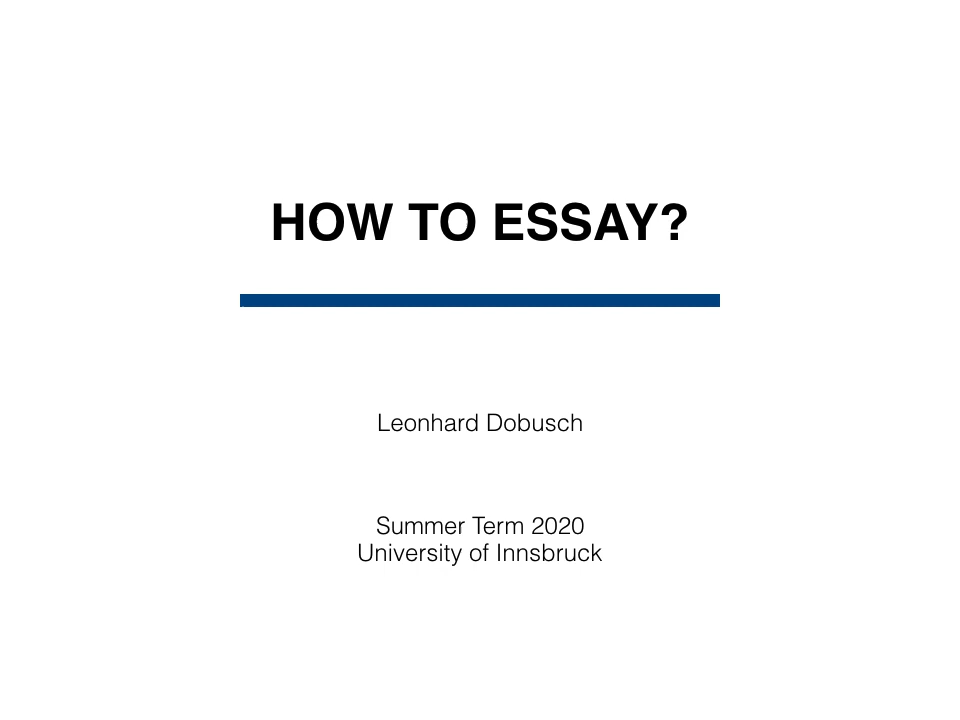 HOW TO ESSAY?
Leonhard Dobusch
Summer Term 2020
University of Innsbruck